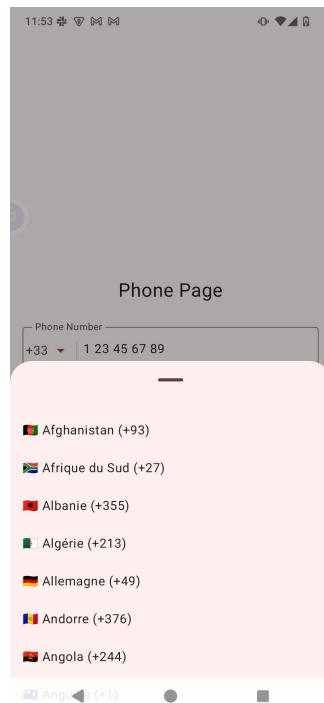 11:53
Phone Page
Phone Number
+33 1 23 45 67 89
Afghanistan (+93)
Afrique du Sud (+27)
Albanie (+355)
Algérie (+213)
Allemagne (+49)
Andorre (+376)
Angola (+244)
(+1)